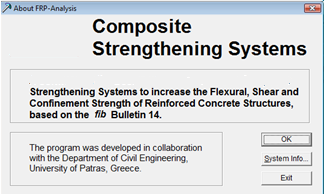 About FRP-Analysis
Composite
Strengthening Systems
Strengthening Systems to increase the Flexural, Shear and
Confinement Strength of Reinforced Concrete Structures,
based on the fib Bulletin 14.
The program was developed in collaboration
with the Department of Civil Engineering,
University of Patras, Greece.
OK
System Info...
Exit